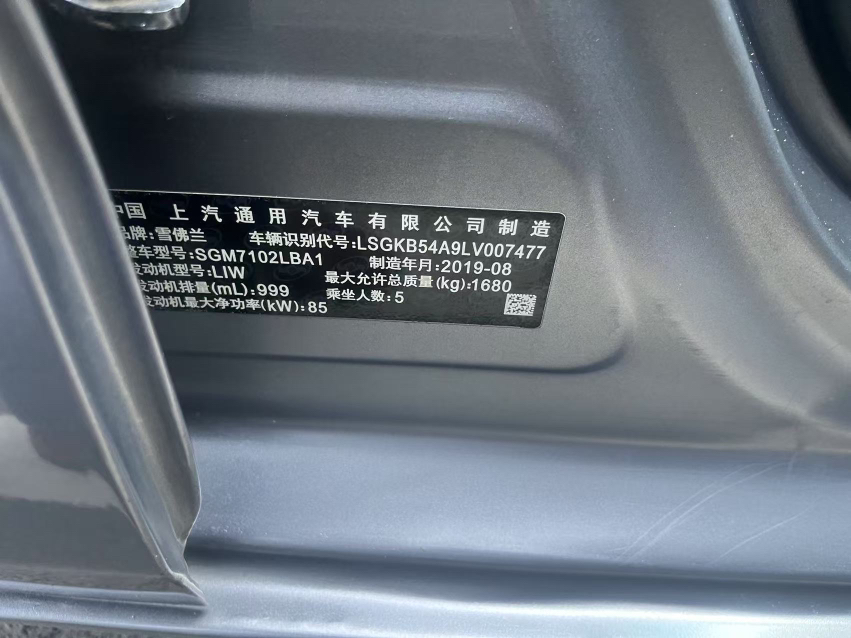 中国 上汽通用汽车有限公司制造
品牌:雪佛兰 车辆识别代号:LSGKB54A9LV007477
整车型号:SGM7102LBA1 制造年月:2019-08
发动机型号:LIW 最大允许总质量(kg):1680
发动机排量(mL):999 乘坐人数:5
发动机最大净功率(kW):85